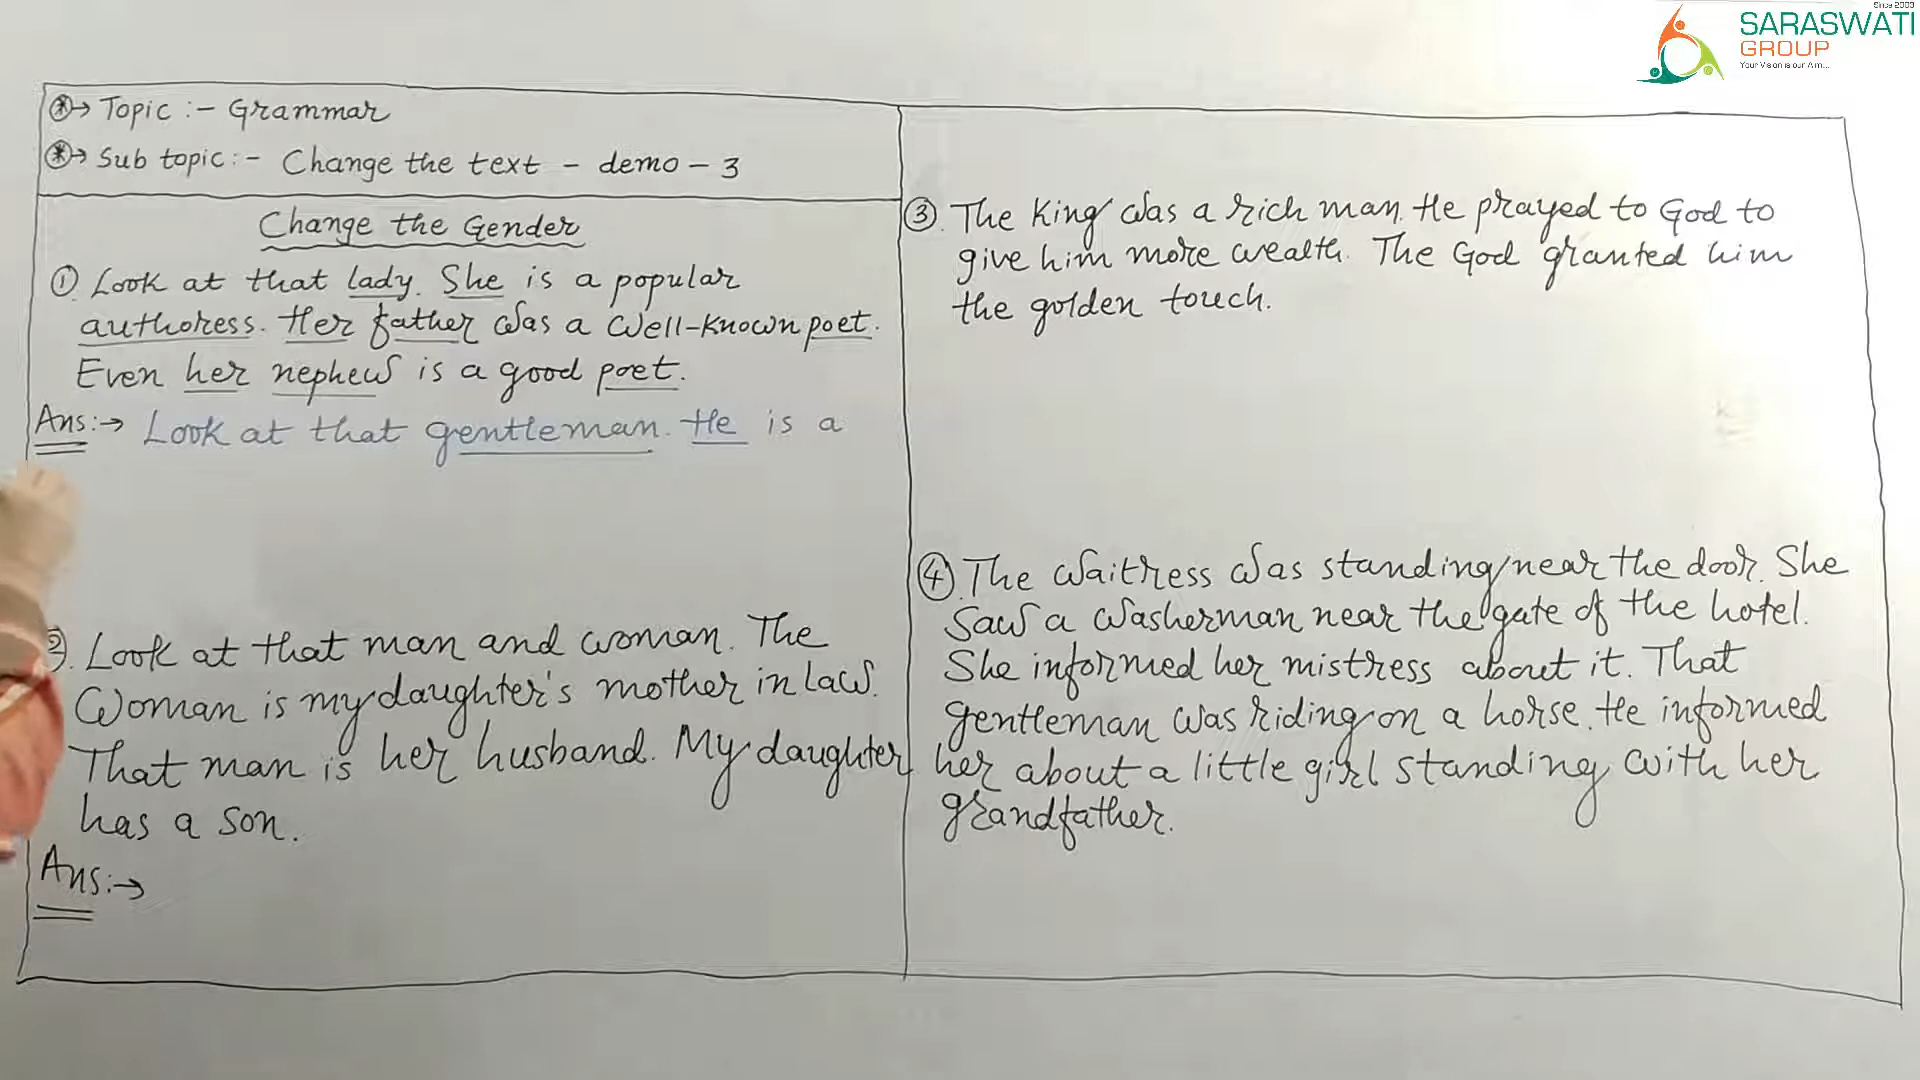 Since 2000
SARASWATI
GROUP
Your Vision is our Aim...
* → Topic :- Grammar
* → Sub topic :- Change the text - demo - 3
Change the Gender
① Look at that lady. She is a popular
authoress. Her father was a well-known poet.
Even her nephew is a good poet.
Ans :→ Look at that gentleman. He is a
②. Look at that man and woman. The
woman is my daughter's mother in law.
That man is her husband. My daughter
has a son.
Ans :→
③. The King was a rich man. He prayed to God to
give him more wealth. The God granted him
the golden touch.
④. The waitress was standing near the door. She
saw a washerman near the gate of the hotel.
She informed her mistress about it. That
gentleman was riding on a horse. He informed
her about a little girl standing with her
grandfather.